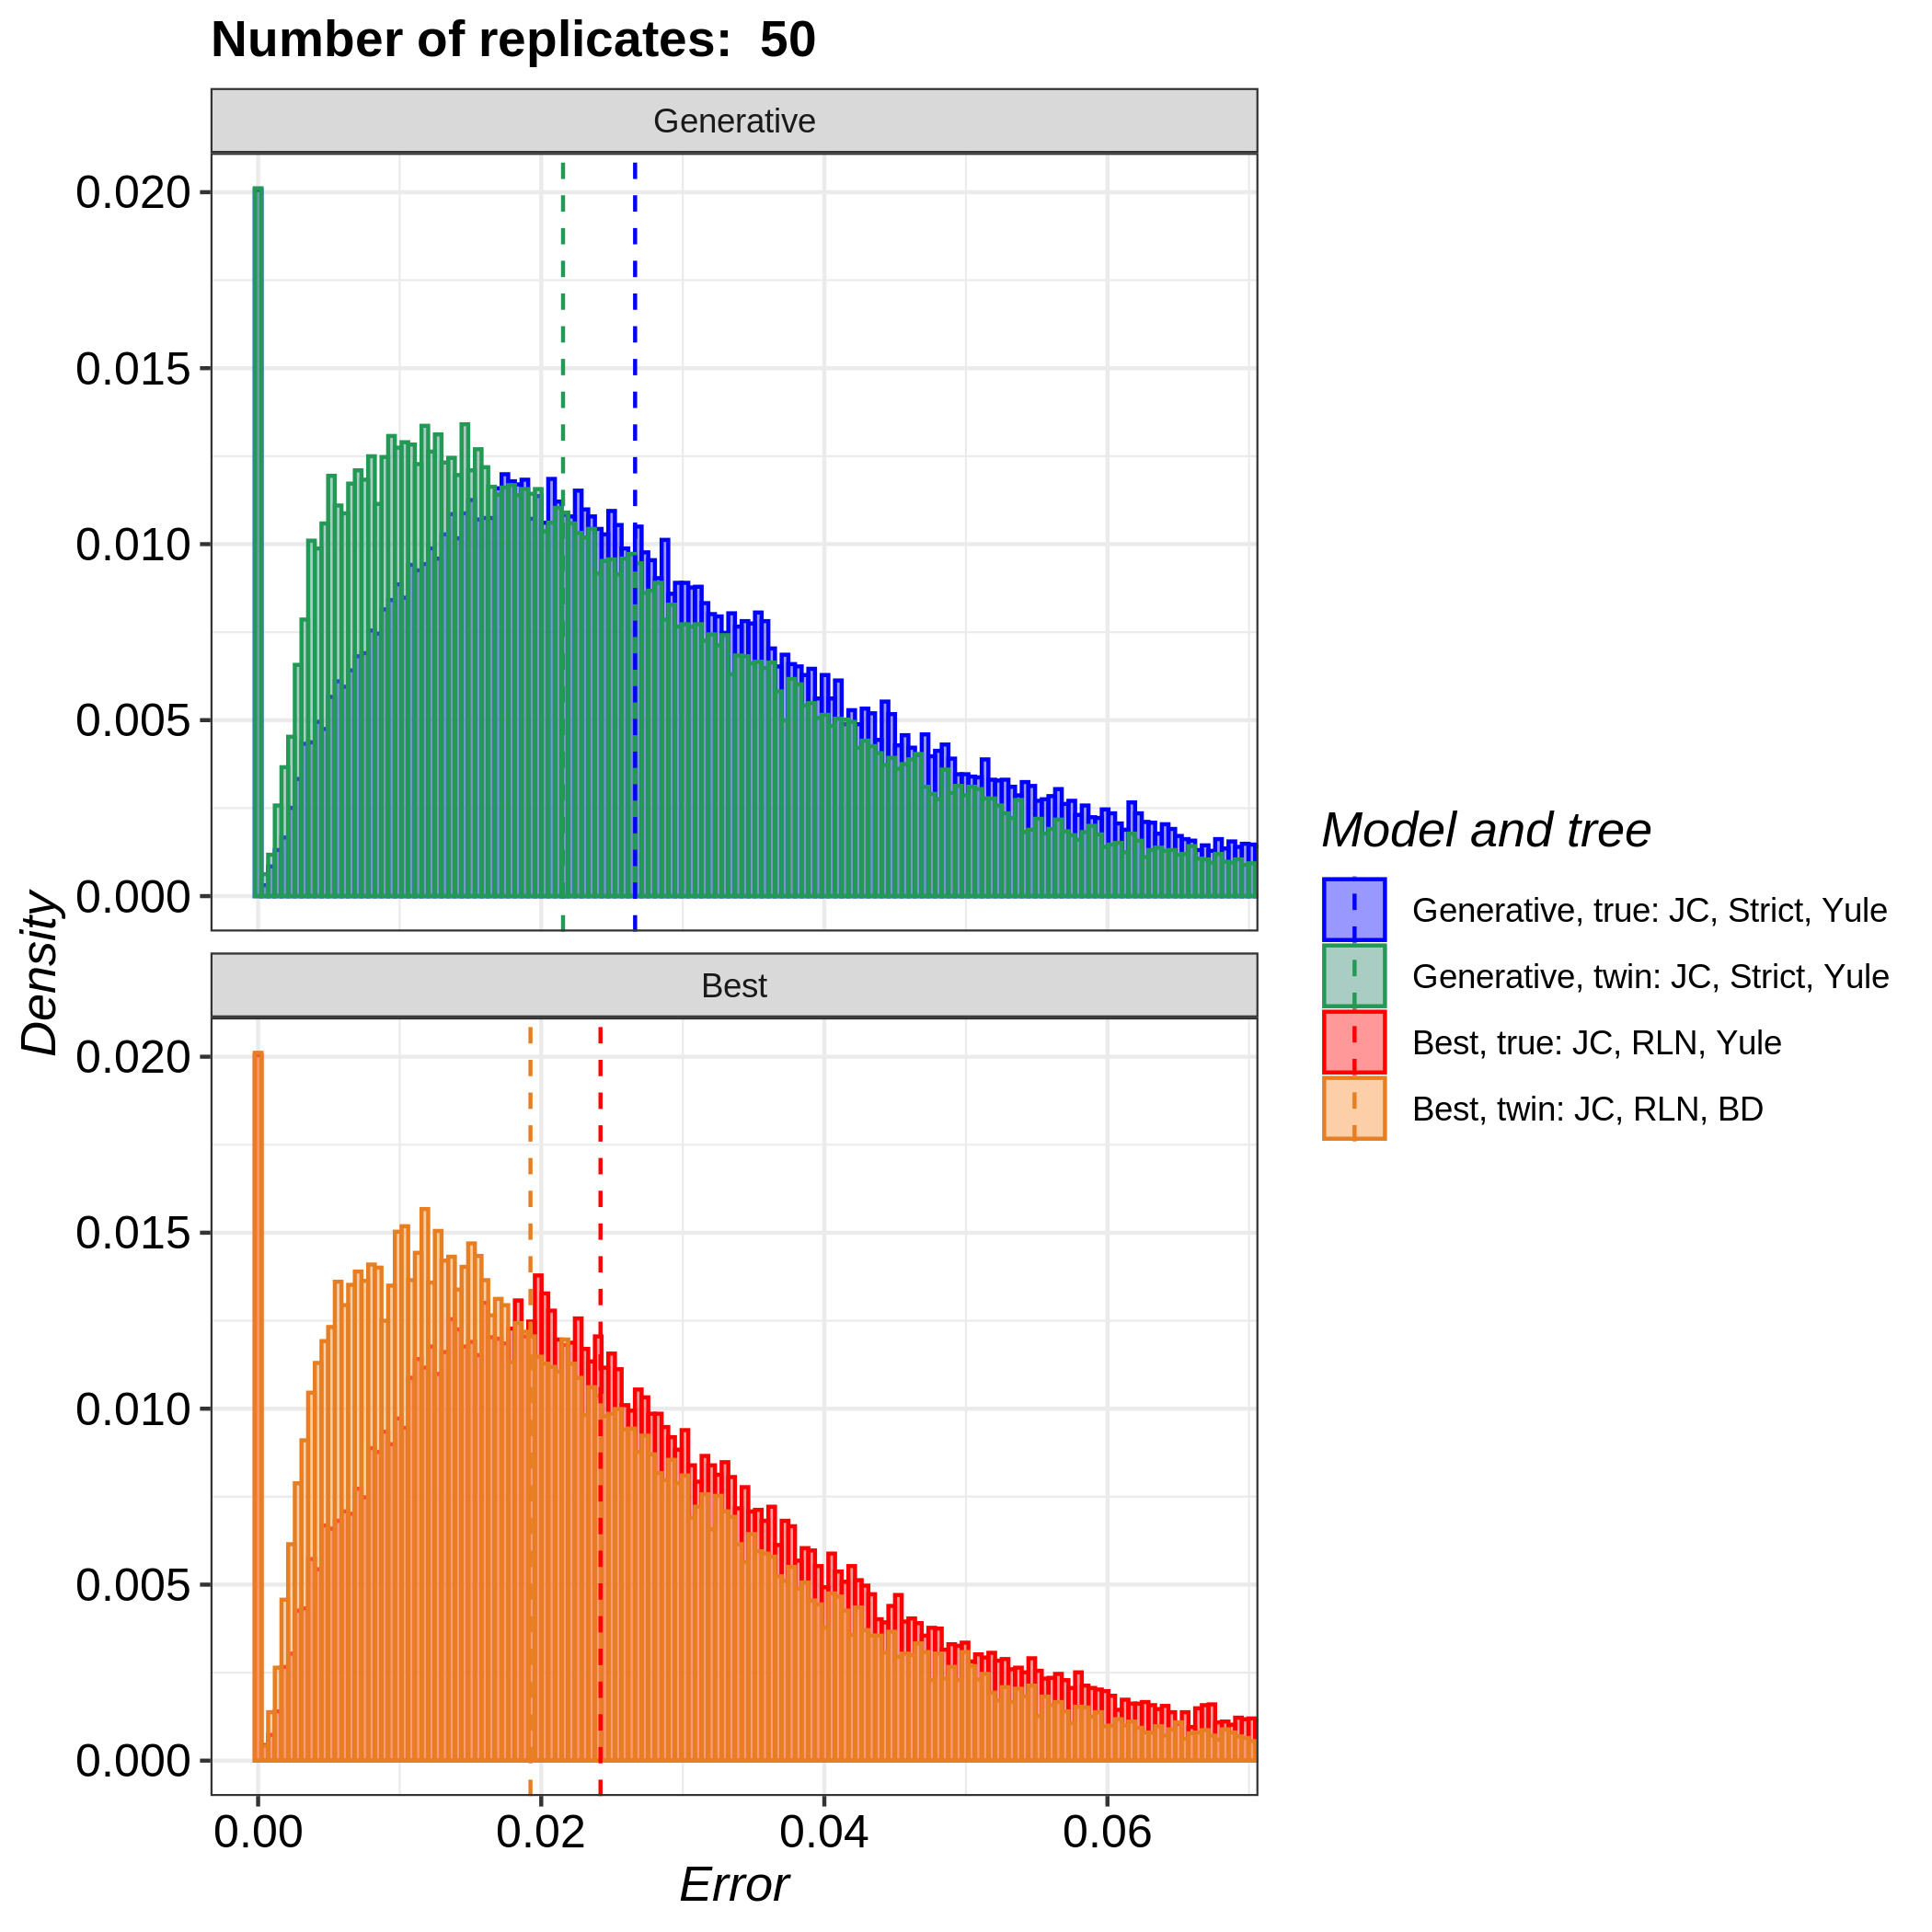 Number of replicates:  50
Generative
0.020
0.015
0.010
0.005
0.000
Best
0.020
0.015
0.010
0.005
0.000
0.00
0.02
0.04
0.06
Error
Density
Model and tree
Generative, true: JC, Strict, Yule
Generative, twin: JC, Strict, Yule
Best, true: JC, RLN, Yule
Best, twin: JC, RLN, BD